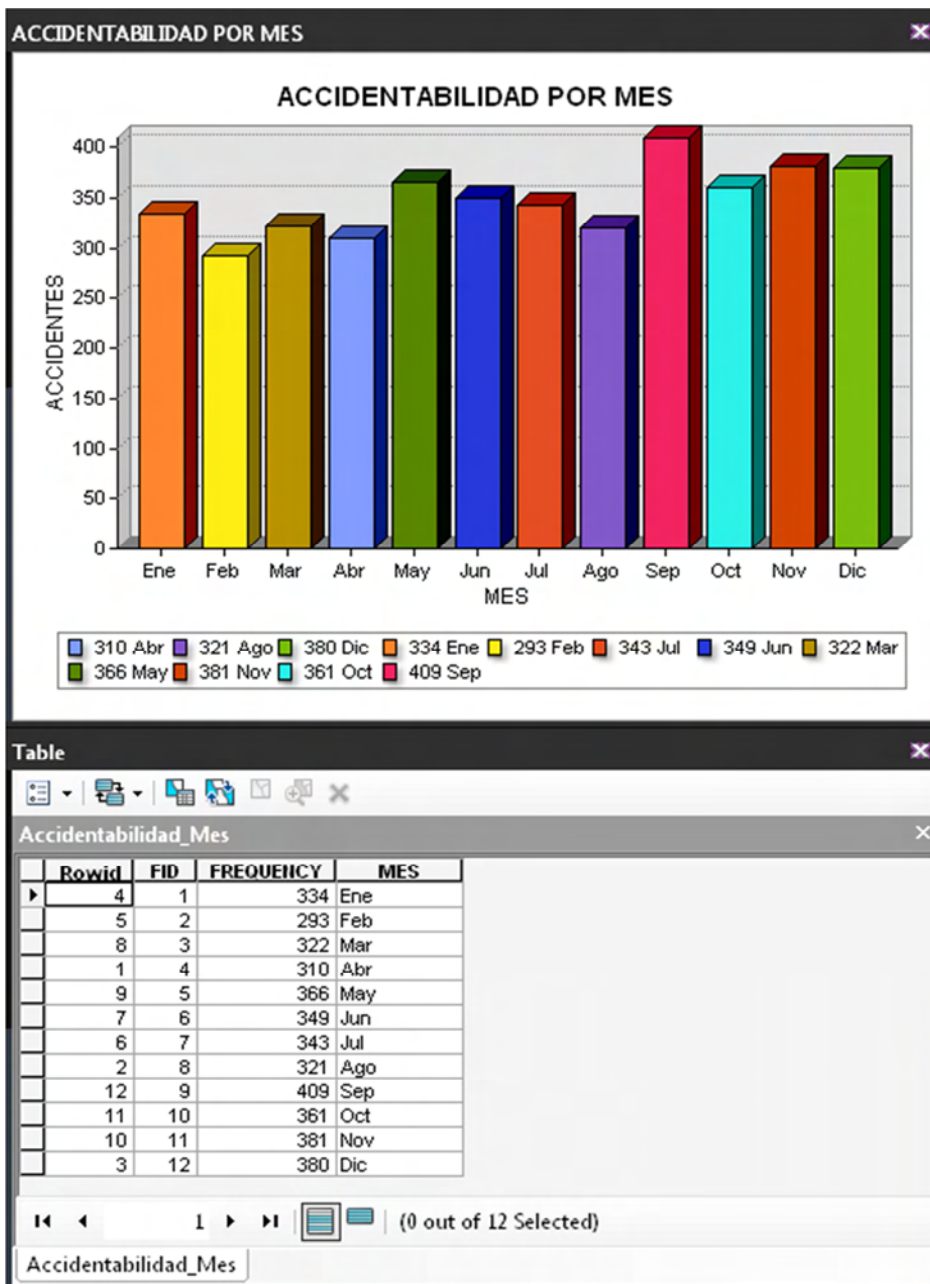 ACCIDENTABILIDAD POR MES
ACCIDENTABILIDAD POR MES
ACCIDENTES
400
350
300
250
200
150
100
50
0
Ene Feb Mar Abr May Jun Jul Ago Sep Oct Nov Dic
MES
310 Abr 321 Ago 380 Dic 334 Ene 293 Feb 343 Jul 349 Jun 322 Mar
366 May 381 Nov 361 Oct 409 Sep
Table
Accidentabilidad_Mes
Rowid FID FREQUENCY MES
4 1 334 Ene
5 2 293 Feb
8 3 322 Mar
1 4 310 Abr
9 5 366 May
7 6 349 Jun
6 7 343 Jul
2 8 321 Ago
12 9 409 Sep
11 10 361 Oct
10 11 381 Nov
3 12 380 Dic
1 (0 out of 12 Selected)
Accidentabilidad_Mes